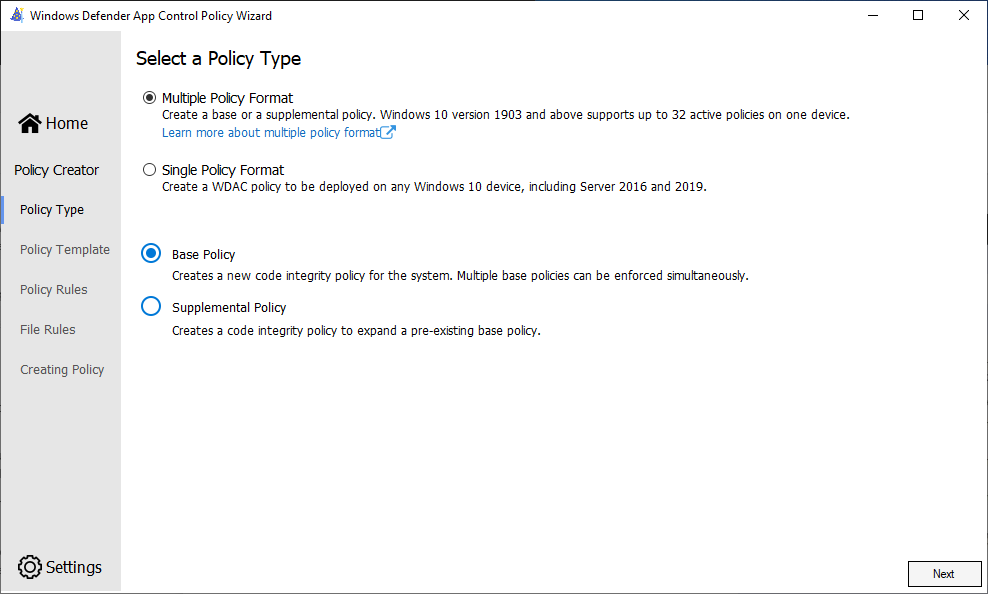 Windows Defender App Control Policy Wizard
Home
Policy Creator
Policy Type
Policy Template
Policy Rules
File Rules
Creating Policy
Settings
Select a Policy Type
Multiple Policy Format
Create a base or a supplemental policy. Windows 10 version 1903 and above supports up to 32 active policies on one device.
Learn more about multiple policy format
Single Policy Format
Create a WDAC policy to be deployed on any Windows 10 device, including Server 2016 and 2019.
Base Policy
Creates a new code integrity policy for the system. Multiple base policies can be enforced simultaneously.
Supplemental Policy
Creates a code integrity policy to expand a pre-existing base policy.
Next